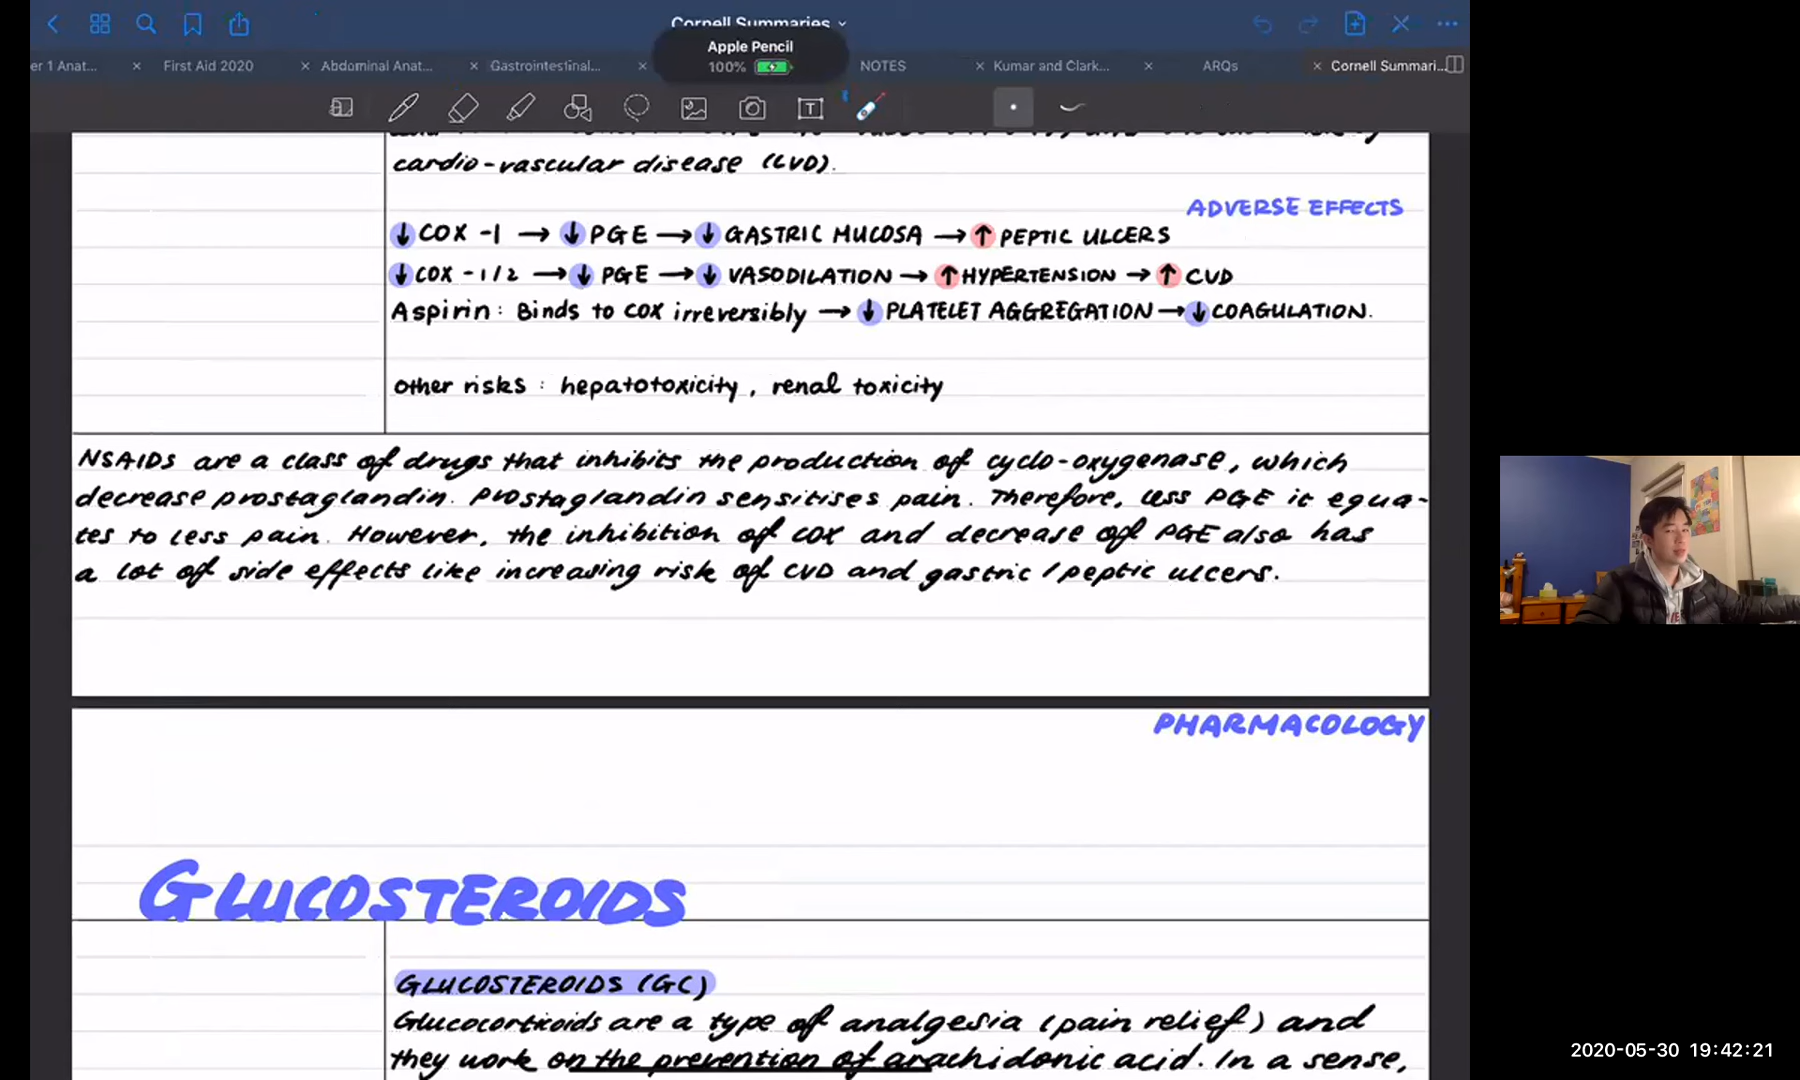 Cornell Summaries
Apple Pencil
100%
er 1 Anat...
First Aid 2020
Abdominal Anat...
Gastrointestinal...
NOTES
Kumar and Clark...
ARQs
Cornell Summari...
cardio-vascular disease (CVD).
ADVERSE EFFECTS
↓ COX -1 → ↓ PGE → ↓ GASTRIC MUCOSA → ↑ PEPTIC ULCERS
↓ COX -1/2 → ↓ PGE → ↓ VASODILATION → ↑ HYPERTENSION → ↑ CVD
Aspirin: Binds to COX irreversibly → ↓ PLATELET AGGREGATION → ↓ COAGULATION.
other risks : hepatotoxicity, renal toxicity
NSAIDs are a class of drugs that inhibits the production of cyclo-oxygenase, which
decrease prostaglandin. Prostaglandin sensitises pain. Therefore, less PGE it equa-
tes to less pain. However, the inhibition of COX and decrease of PGE also has
a lot of side effects like increasing risk of CVD and gastric/peptic ulcers.
PHARMACOLOGY
GLUCOSTEROIDS
GLUCOSTEROIDS (GC)
Glucocorticoids are a type of analgesia (pain relief) and
they work on the prevention of arachidonic acid. In a sense,
2020-05-30 19:42:21